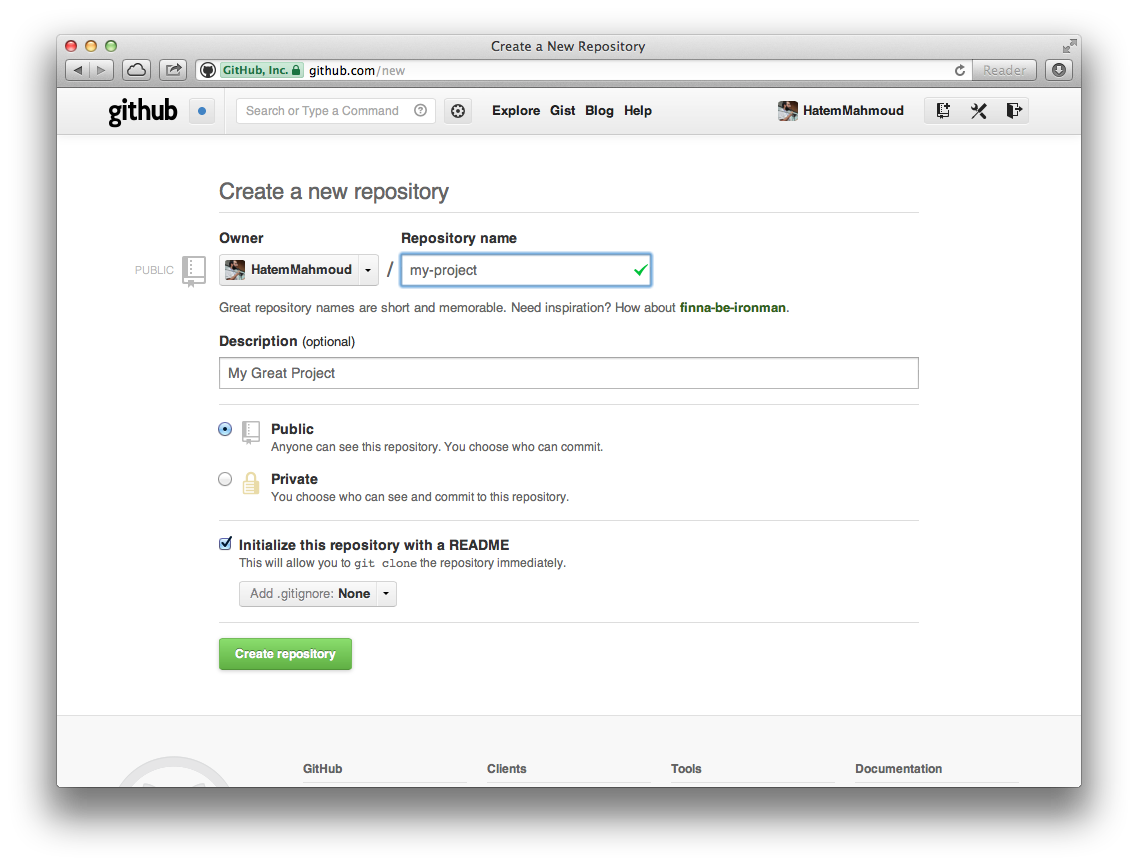 Create a New Repository
GitHub, Inc. github.com/new Reader
github Search or Type a Command Explore Gist Blog Help HatemMahmoud
Create a new repository
Owner Repository name
PUBLIC HatemMahmoud / my-project
Great repository names are short and memorable. Need inspiration? How about finna-be-ironman.
Description (optional)
My Great Project
Public
Anyone can see this repository. You choose who can commit.
Private
You choose who can see and commit to this repository.
Initialize this repository with a README
This will allow you to git clone the repository immediately.
Add .gitignore: None
Create repository
GitHub Clients Tools Documentation